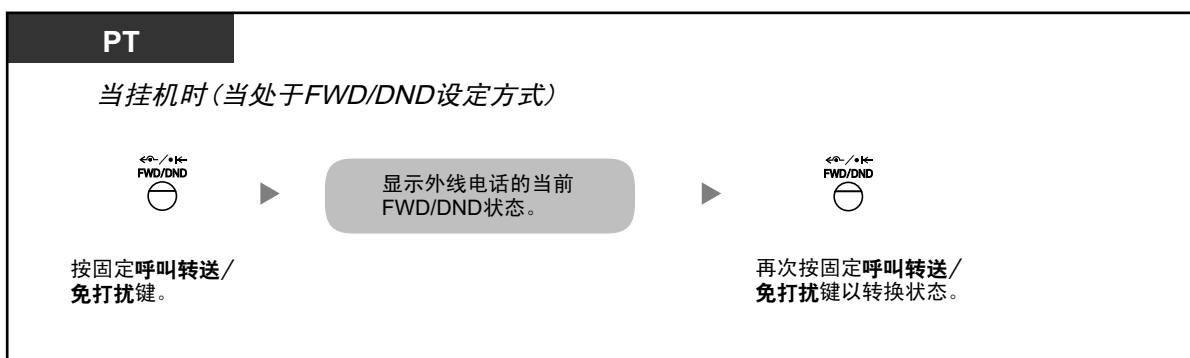 PT
当挂机时（当处于FWD/DND设定方式）
FWD/DND
显示外线电话的当前
FWD/DND状态。
FWD/DND
按固定呼叫转送/
免打扰键。
再次按固定呼叫转送/
免打扰键以转换状态。